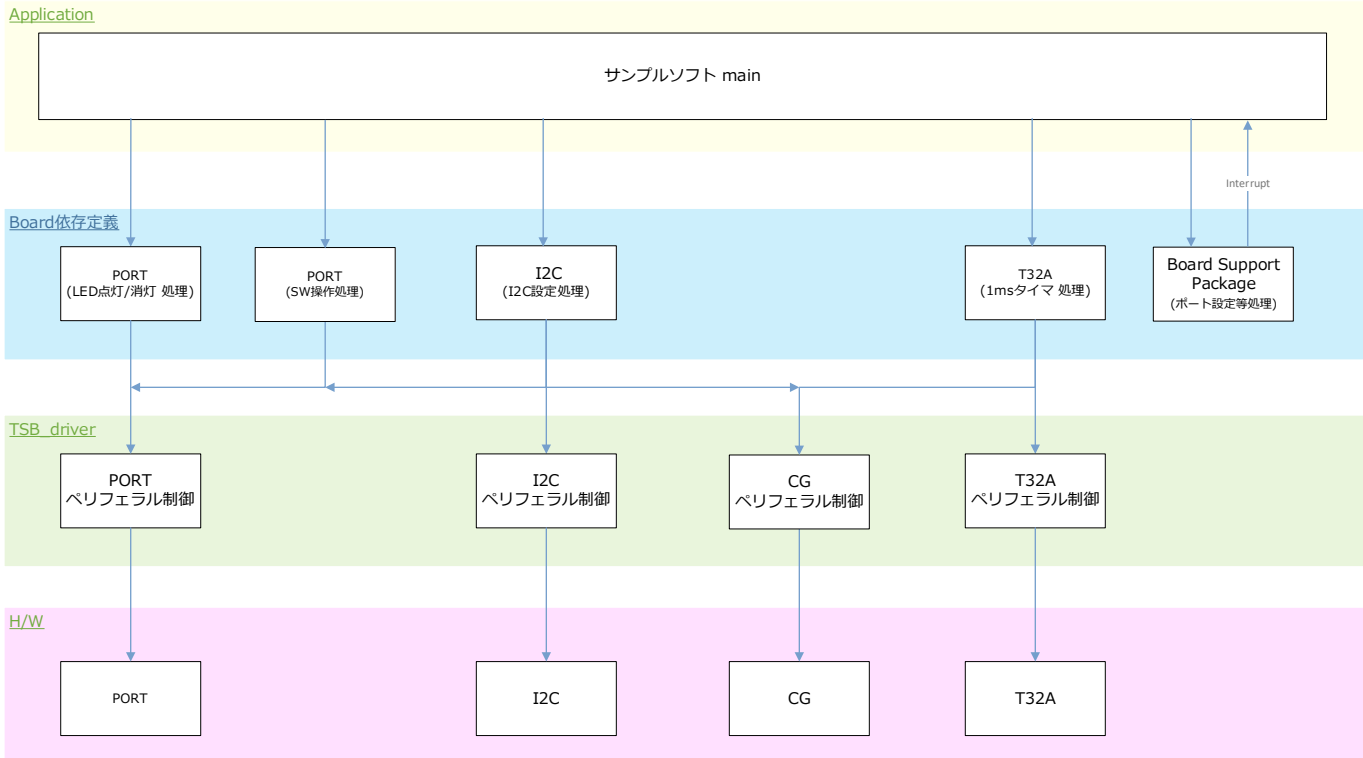 Application
サンプルソフト main
Interrupt
Board依存定義
PORT
(LED点灯/消灯 処理)
PORT
(SW操作処理)
I2C
(I2C設定処理)
T32A
(1msタイマ 処理)
Board Support
Package
(ポート設定等処理)
TSB_driver
PORT
ペリフェラル制御
I2C
ペリフェラル制御
CG
ペリフェラル制御
T32A
ペリフェラル制御
H/W
PORT
I2C
CG
T32A